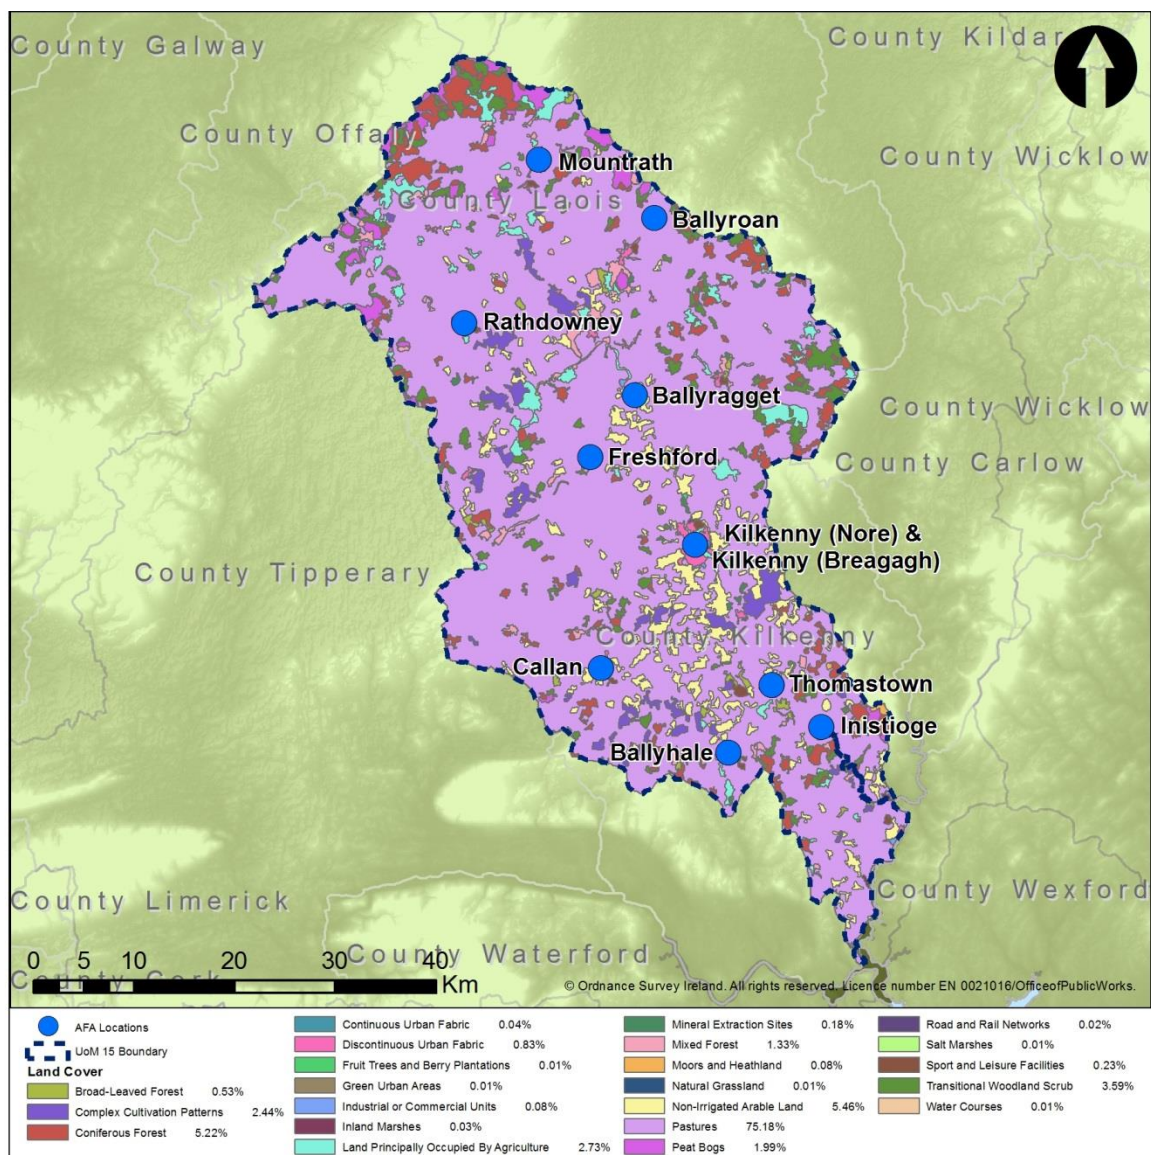 County Galway
County Kildar
County Offaly
County Wicklow
Mountrath
County Laois
Ballyroan
Rathdowney
Ballyragget
County Wicklow
Freshford
County Carlow
Kilkenny (Nore) &
Kilkenny (Breagagh)
County Tipperary
County Kilkenny
Callan
Thomastown
Inistioge
Ballyhale
County Limerick
County Wexford
County Waterford
County Cork
0 5 10 20 30 40
Km
© Ordnance Survey Ireland. All rights reserved. Licence number EN 0021016/OfficeofPublicWorks.
AFA Locations
UoM 15 Boundary
Land Cover
Broad-Leaved Forest 0.53%
Complex Cultivation Patterns 2.44%
Coniferous Forest 5.22%
Continuous Urban Fabric 0.04%
Discontinuous Urban Fabric 0.83%
Fruit Trees and Berry Plantations 0.01%
Green Urban Areas 0.01%
Industrial or Commercial Units 0.08%
Inland Marshes 0.03%
Land Principally Occupied By Agriculture 2.73%
Mineral Extraction Sites 0.18%
Mixed Forest 1.33%
Moors and Heathland 0.08%
Natural Grassland 0.01%
Non-Irrigated Arable Land 5.46%
Pastures 75.18%
Peat Bogs 1.99%
Road and Rail Networks 0.02%
Salt Marshes 0.01%
Sport and Leisure Facilities 0.23%
Transitional Woodland Scrub 3.59%
Water Courses 0.01%